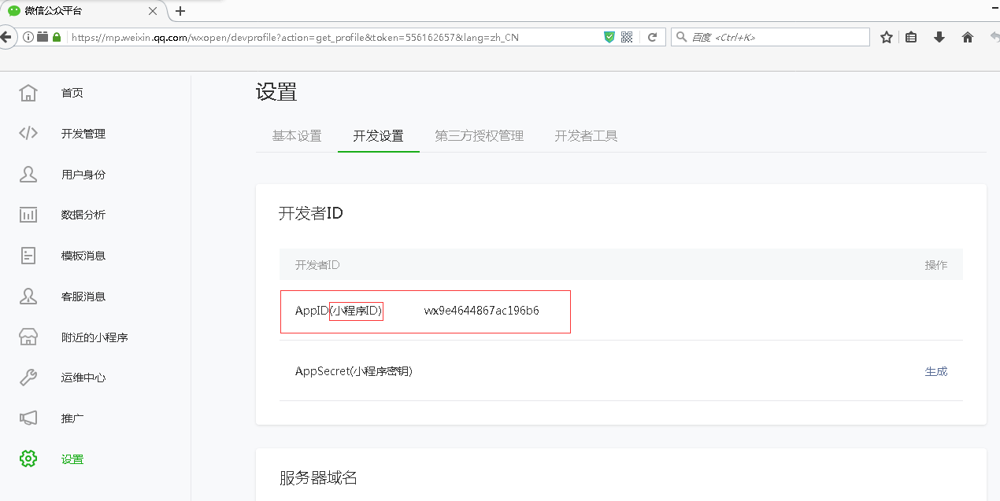 微信公众平台
https://mp.weixin.qq.com/wxopen/devprofile?action=get_profile&token=556162657&lang=zh_CN
百度 <Ctrl+K>
首页
开发管理
用户身份
数据分析
模板消息
客服消息
附近的小程序
运维中心
推广
设置
设置
基本设置 开发设置 第三方授权管理 开发者工具
开发者ID
开发者ID 操作
AppID(小程序ID) wx9e4644867ac196b6
AppSecret(小程序密钥) 生成
服务器域名